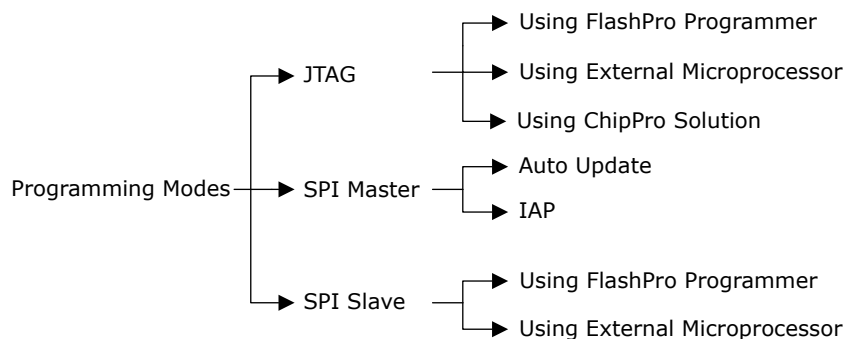 Programming Modes
JTAG
Using FlashPro Programmer
Using External Microprocessor
Using ChipPro Solution
SPI Master
Auto Update
IAP
SPI Slave
Using FlashPro Programmer
Using External Microprocessor